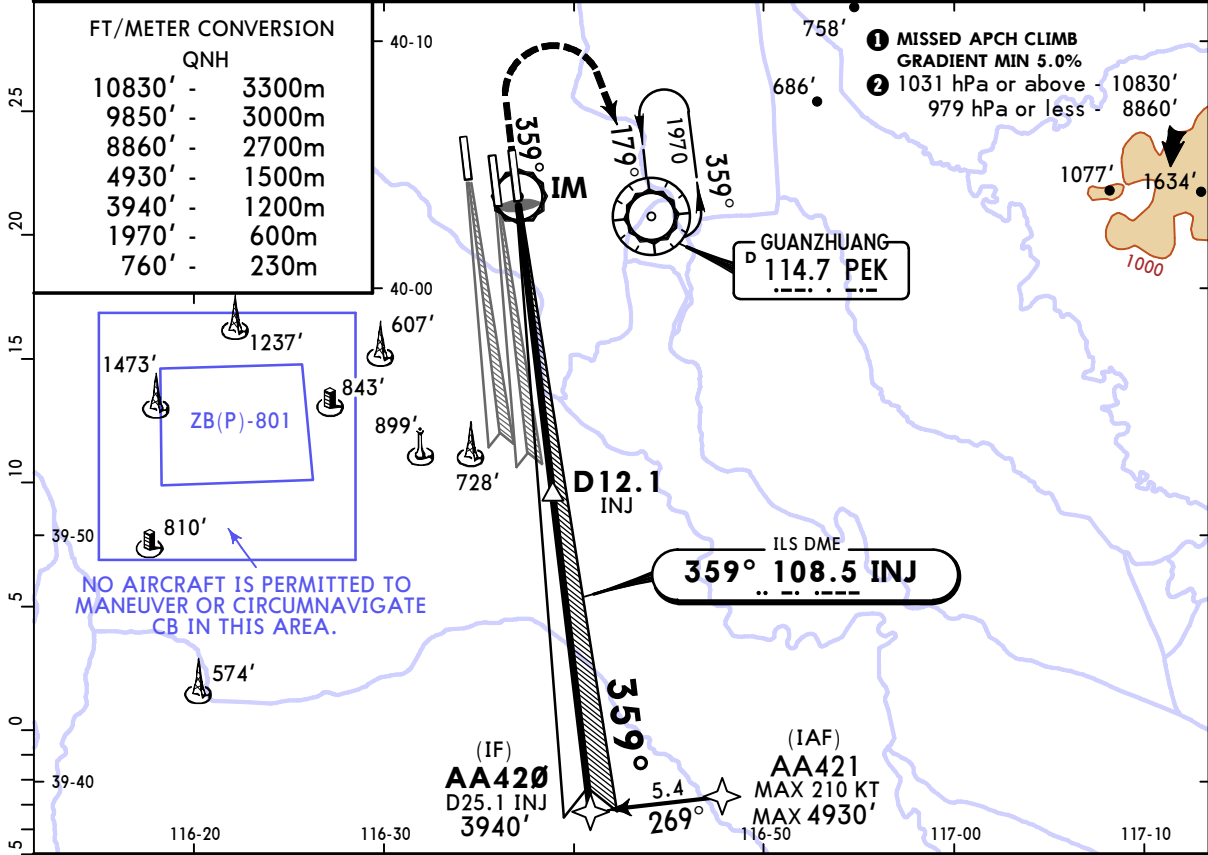 FT/METER CONVERSION
QNH
10830' - 3300m
9850' - 3000m
8860' - 2700m
4930' - 1500m
3940' - 1200m
1970' - 600m
760' - 230m
40-10
758'
1 MISSED APCH CLIMB
GRADIENT MIN 5.0%
2 1031 hPa or above - 10830'
979 hPa or less - 8860'
686'
25
359°
179°
1970
359°
IM
1077'
1634'
1000
20
GUANZHUANG
D 114.7 PEK
40-00
1237'
607'
15
1473'
843'
ZB(P)-801
899'
728'
10
D12.1
INJ
39-50
810'
ILS DME
359° 108.5 INJ
NO AIRCRAFT IS PERMITTED TO
MANEUVER OR CIRCUMNAVIGATE
CB IN THIS AREA.
5
574'
359°
0
(IF)
AA42Ø
D25.1 INJ
3940'
(IAF)
AA421
MAX 210 KT
MAX 4930'
5.4
269°
39-40
5
116-20
116-30
116-50
117-00
117-10